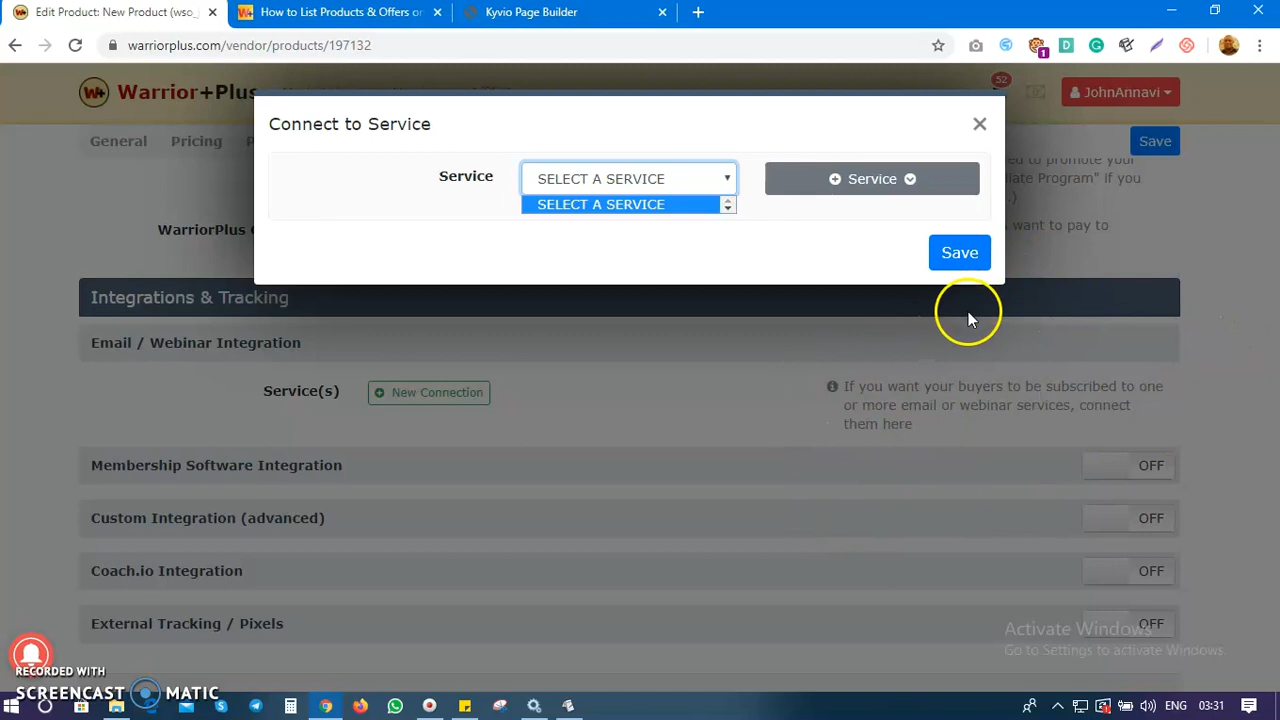 Edit Product: New Product (wso_
How to List Products & Offers on
Kyvio Page Builder
warriorplus.com/vendor/products/197132
1
Warrior+Plus
52
JohnAnnavi
General
Pricing
Save
Connect to Service
Service
SELECT A SERVICE
Service
SELECT A SERVICE
Save
ed to promote your
iliate Program" if you
s.)
WarriorPlus
s want to pay to
Integrations & Tracking
Email / Webinar Integration
Service(s)
New Connection
If you want your buyers to be subscribed to one
or more email or webinar services, connect
them here
Membership Software Integration
OFF
Custom Integration (advanced)
OFF
Coach.io Integration
OFF
External Tracking / Pixels
OFF
Activate Windows
Go to Settings to activate Windows.
RECORDED WITH
SCREENCAST MATIC
ENG
03:31